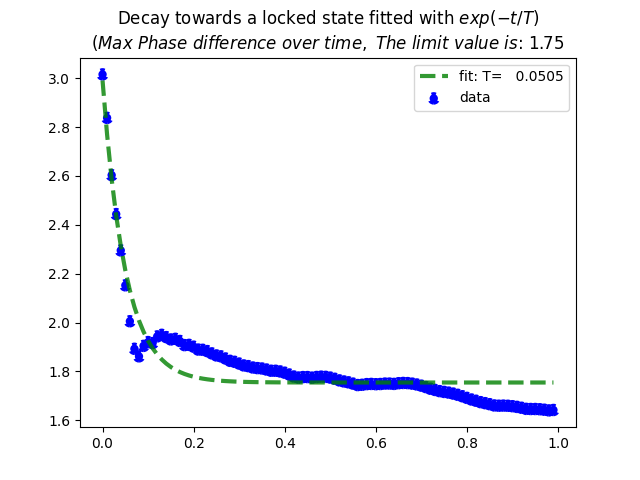 Decay towards a locked state fitted with exp(−t/T)
(Max Phase difference over time, The limit value is: 1.75
fit: T=   0.0505
data
3.0
2.8
2.6
2.4
2.2
2.0
1.8
1.6
0.0 0.2 0.4 0.6 0.8 1.0